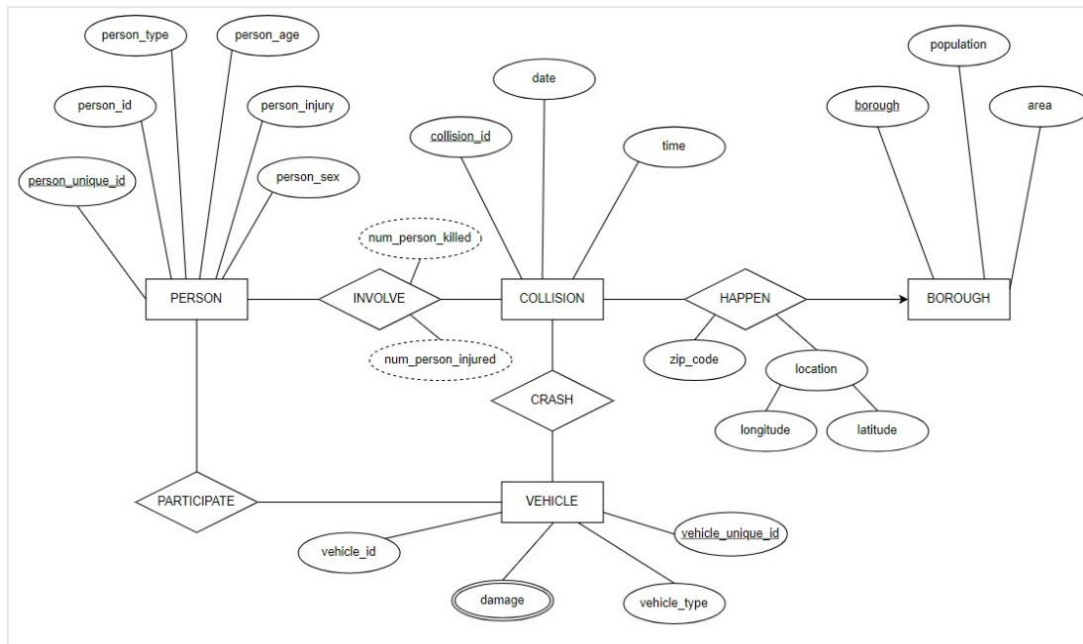 person_type
person_age
population
date
person_id
person_injury
borough
area
collision_id
time
person_unique_id
person_sex
num_person_killed
PERSON
INVOLVE
COLLISION
HAPPEN
BOROUGH
num_person_injured
zip_code
location
CRASH
longitude
latitude
PARTICIPATE
VEHICLE
vehicle_unique_id
vehicle_id
damage
vehicle_type